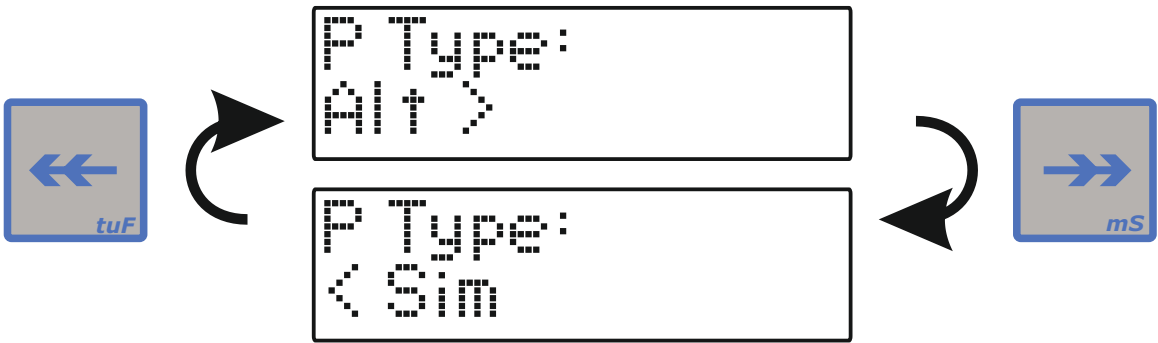 P Type:
Alt >
tuF
mS
P Type:
< Sim